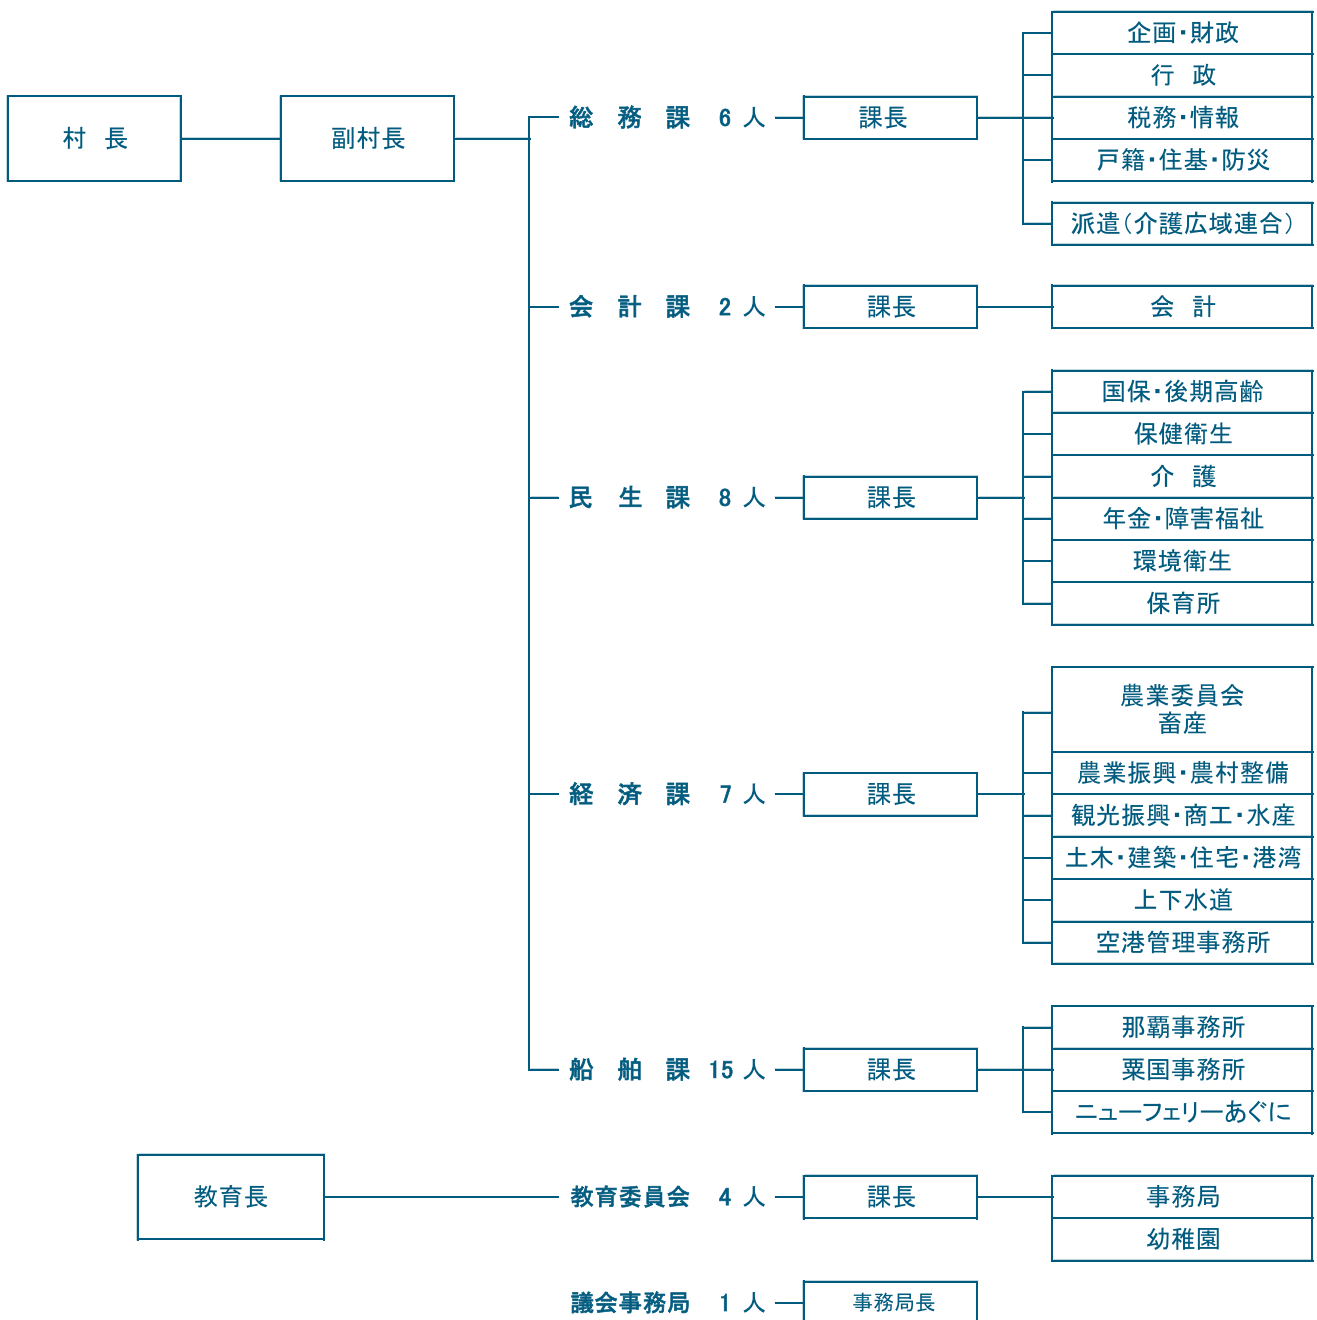 村 長
副村長
総 務 課 6 人
課長
企画・財政
行 政
税務・情報
戸籍・住基・防災
派遣(介護広域連合)
会 計 課 2 人
課長
会 計
民 生 課 8 人
課長
国保・後期高齢
保健衛生
介 護
年金・障害福祉
環境衛生
保育所
経 済 課 7 人
課長
農業委員会
畜産
農業振興・農村整備
観光振興・商工・水産
土木・建築・住宅・港湾
上下水道
空港管理事務所
船 舶 課 15 人
課長
那覇事務所
粟国事務所
ニューフェリーあぐに
教育長
教育委員会 4 人
課長
事務局
幼稚園
議会事務局 1 人
事務局長